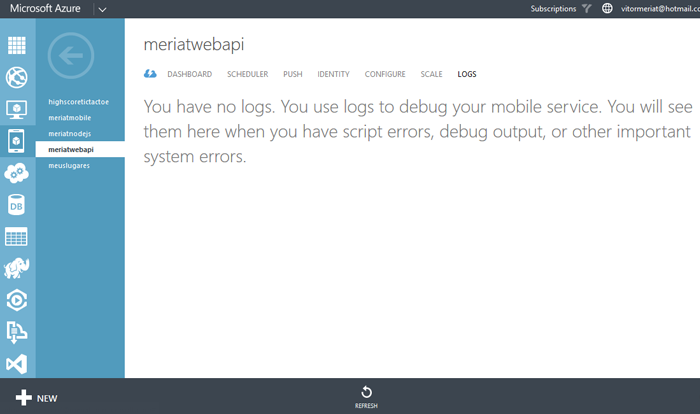 Microsoft Azure
Subscriptions
vitormeriat@hotmail.co
meriatwebapi
DASHBOARD SCHEDULER PUSH IDENTITY CONFIGURE SCALE LOGS
highscoretictactoe
meriatmobile
meriatnodejs
meriatwebapi
meuslugares
You have no logs. You use logs to debug your mobile service. You will see
them here when you have script errors, debug output, or other important
system errors.
DB
NEW
REFRESH